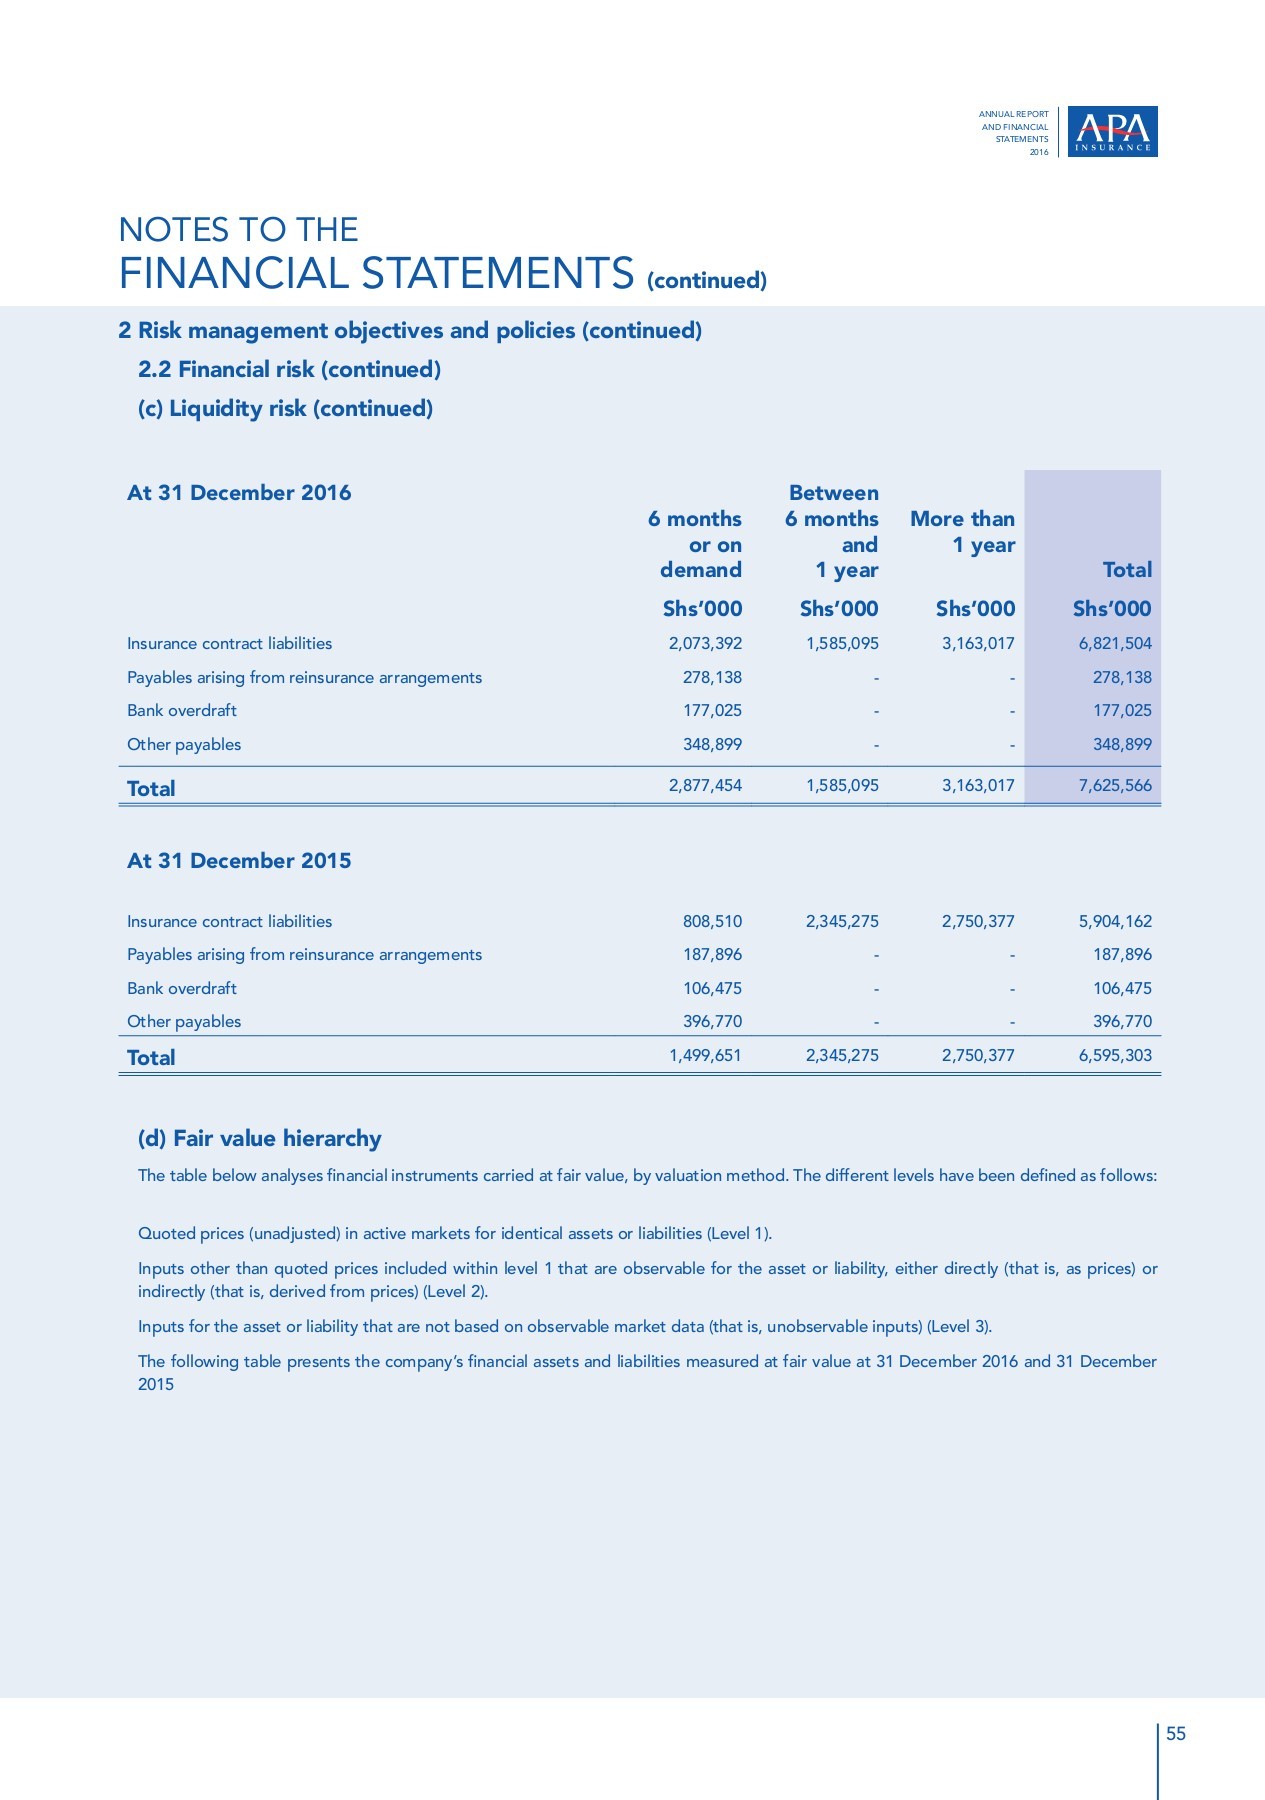 ANNUAL REPORT
AND FINANCIAL
STATEMENTS
2016
APA
INSURANCE
NOTES TO THE
FINANCIAL STATEMENTS (continued)
2 Risk management objectives and policies (continued)
2.2 Financial risk (continued)
(c) Liquidity risk (continued)
At 31 December 2016 Between
6 months 6 months More than
or on and 1 year
demand 1 year Total
Shs’000 Shs’000 Shs’000 Shs’000
Insurance contract liabilities 2,073,392 1,585,095 3,163,017 6,821,504
Payables arising from reinsurance arrangements 278,138 - - 278,138
Bank overdraft 177,025 - - 177,025
Other payables 348,899 - - 348,899
Total 2,877,454 1,585,095 3,163,017 7,625,566
At 31 December 2015
Insurance contract liabilities 808,510 2,345,275 2,750,377 5,904,162
Payables arising from reinsurance arrangements 187,896 - - 187,896
Bank overdraft 106,475 - - 106,475
Other payables 396,770 - - 396,770
Total 1,499,651 2,345,275 2,750,377 6,595,303
(d) Fair value hierarchy
The table below analyses financial instruments carried at fair value, by valuation method. The different levels have been defined as follows:
Quoted prices (unadjusted) in active markets for identical assets or liabilities (Level 1).
Inputs other than quoted prices included within level 1 that are observable for the asset or liability, either directly (that is, as prices) or
indirectly (that is, derived from prices) (Level 2).
Inputs for the asset or liability that are not based on observable market data (that is, unobservable inputs) (Level 3).
The following table presents the company’s financial assets and liabilities measured at fair value at 31 December 2016 and 31 December
2015
55